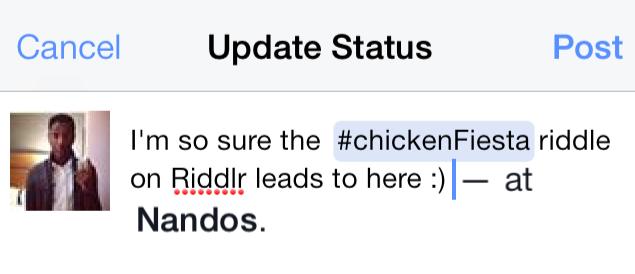 Cancel Update Status Post
I'm so sure the #chickenFiesta riddle
on Riddlr leads to here :) — at
Nandos.